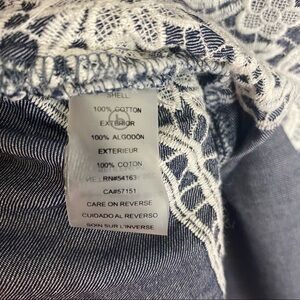 SHELL
100% COTTON
EXTERIOR
100% ALGODÓN
EXTERIEUR
100% COTON
RN#54163
CA#57151
CARE ON REVERSE
CUIDADO AL REVERSO
SOIN SUR L'INVERSE